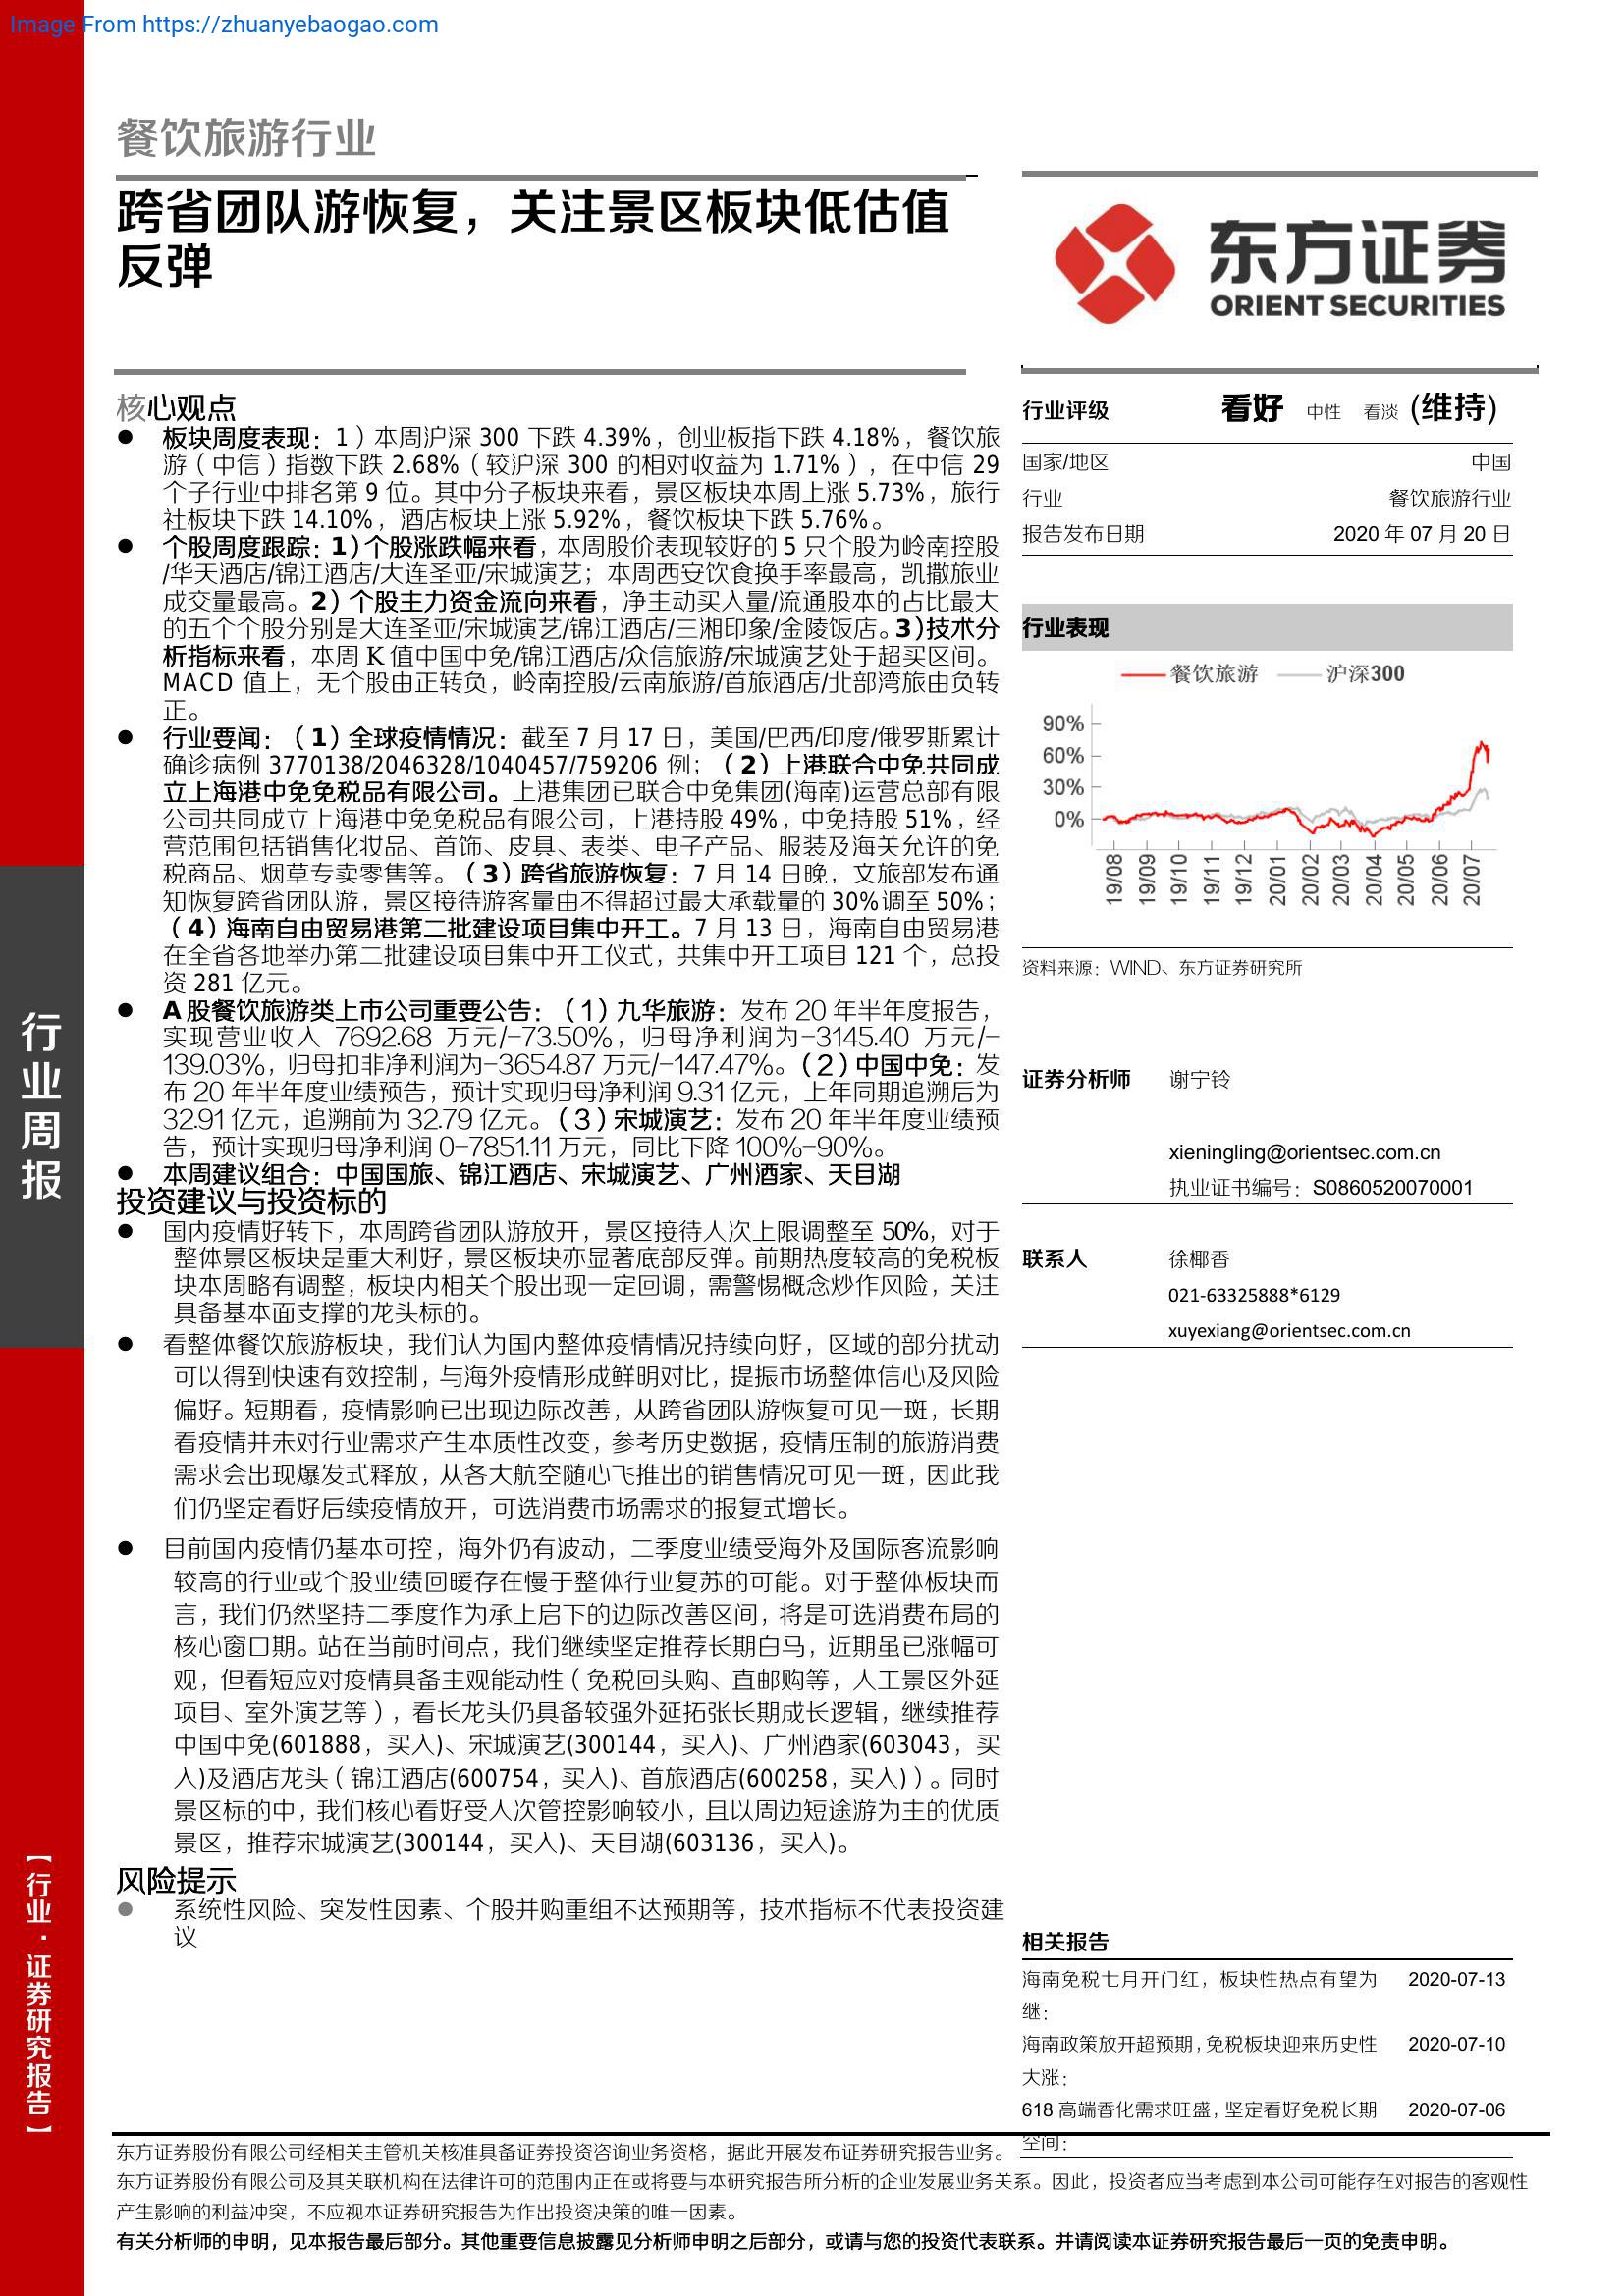 Image From https://zhuanyebaogao.com
餐饮旅游行业
跨省团队游恢复，关注景区板块低估值
反弹
东方证券
ORIENT SECURITIES
核心观点
● 板块周度表现：1）本周沪深 300 下跌 4.39%，创业板指下跌 4.18%，餐饮旅
游（中信）指数下跌 2.68%（较沪深 300 的相对收益为 1.71%），在中信 29
个子行业中排名第 9 位。其中分子板块来看，景区板块本周上涨 5.73%，旅行
社板块下跌 14.10%，酒店板块上涨 5.92%，餐饮板块下跌 5.76%。
● 个股周度跟踪：1)个股涨跌幅来看，本周股价表现较好的 5 只个股为岭南控股
/华天酒店/锦江酒店/大连圣亚/宋城演艺；本周西安饮食换手率最高，凯撒旅业
成交量最高。2）个股主力资金流向来看，净主动买入量/流通股本的占比最大
的五个个股分别是大连圣亚/宋城演艺/锦江酒店/三湘印象/金陵饭店。3)技术分
析指标来看，本周 K 值中国中免/锦江酒店/众信旅游/宋城演艺处于超买区间。
MACD 值上，无个股由正转负，岭南控股/云南旅游/首旅酒店/北部湾旅由负转
正。
● 行业要闻：（1）全球疫情情况：截至 7 月 17 日，美国/巴西/印度/俄罗斯累计
确诊病例 3770138/2046328/1040457/759206 例；（2）上港联合中免共同成
立上海港中免免税品有限公司。上港集团已联合中免集团(海南)运营总部有限
公司共同成立上海港中免免税品有限公司，上港持股 49%，中免持股 51%，经
营范围包括销售化妆品、首饰、皮具、表类、电子产品、服装及海关允许的免
税商品、烟草专卖零售等。（3）跨省旅游恢复：7 月 14 日晚，文旅部发布通
知恢复跨省团队游，景区接待游客量由不得超过最大承载量的 30%调至 50%；
（4）海南自由贸易港第二批建设项目集中开工。7 月 13 日，海南自由贸易港
在全省各地举办第二批建设项目集中开工仪式，共集中开工项目 121 个，总投
资 281 亿元。
● A 股餐饮旅游类上市公司重要公告：（1）九华旅游：发布 20 年半年度报告，
实现营业收入 7692.68 万元/-73.50%，归母净利润为-3145.40 万元/-
139.03%，归母扣非净利润为-3654.87 万元/-147.47%。（2）中国中免：发
布 20 年半年度业绩预告，预计实现归母净利润 9.31 亿元，上年同期追溯后为
32.91 亿元，追溯前为 32.79 亿元。（3）宋城演艺：发布 20 年半年度业绩预
告，预计实现归母净利润 0-7851.11 万元，同比下降 100%-90%。
● 本周建议组合：中国国旅、锦江酒店、宋城演艺、广州酒家、天目湖
投资建议与投资标的
● 国内疫情好转下，本周跨省团队游放开，景区接待人次上限调整至 50%，对于
整体景区板块是重大利好，景区板块亦显著底部反弹。前期热度较高的免税板
块本周略有调整，板块内相关个股出现一定回调，需警惕概念炒作风险，关注
具备基本面支撑的龙头标的。
● 看整体餐饮旅游板块，我们认为国内整体疫情情况持续向好，区域的部分扰动
可以得到快速有效控制，与海外疫情形成鲜明对比，提振市场整体信心及风险
偏好。短期看，疫情影响已出现边际改善，从跨省团队游恢复可见一斑，长期
看疫情并未对行业需求产生本质性改变，参考历史数据，疫情压制的旅游消费
需求会出现爆发式释放，从各大航空随心飞推出的销售情况可见一斑，因此我
们仍坚定看好后续疫情放开，可选消费市场需求的报复式增长。
● 目前国内疫情仍基本可控，海外仍有波动，二季度业绩受海外及国际客流影响
较高的行业或个股业绩回暖存在慢于整体行业复苏的可能。对于整体板块而
言，我们仍然坚持二季度作为承上启下的边际改善区间，将是可选消费布局的
核心窗口期。站在当前时间点，我们继续坚定推荐长期白马，近期虽已涨幅可
观，但看短应对疫情具备主观能动性（免税回头购、直邮购等，人工景区外延
项目、室外演艺等），看长龙头仍具备较强外延拓张长期成长逻辑，继续推荐
中国中免(601888，买入)、宋城演艺(300144，买入)、广州酒家(603043，买
入)及酒店龙头（锦江酒店(600754，买入)、首旅酒店(600258，买入)）。同时
景区标的中，我们核心看好受人次管控影响较小，且以周边短途游为主的优质
景区，推荐宋城演艺(300144，买入)、天目湖(603136，买入)。
风险提示
● 系统性风险、突发性因素、个股并购重组不达预期等，技术指标不代表投资建
议
行业评级 看好 中性 看淡 (维持)
国家/地区 中国
行业 餐饮旅游行业
报告发布日期 2020 年 07 月 20 日
行业表现
餐饮旅游 沪深300
90%
60%
30%
0%
19/08 19/09 19/10 19/11 19/12 20/01 20/02 20/03 20/04 20/05 20/06 20/07
资料来源：WIND、东方证券研究所
证券分析师 谢宁铃
xieningling@orientsec.com.cn
执业证书编号：S0860520070001
联系人 徐椰香
021-63325888*6129
xuyexiang@orientsec.com.cn
相关报告
海南免税七月开门红，板块性热点有望为 2020-07-13
继：
海南政策放开超预期，免税板块迎来历史性 2020-07-10
大涨：
618 高端香化需求旺盛，坚定看好免税长期 2020-07-06
空间：
行业周报
【行业·证券研究报告】
东方证券股份有限公司经相关主管机关核准具备证券投资咨询业务资格，据此开展发布证券研究报告业务。
东方证券股份有限公司及其关联机构在法律许可的范围内正在或将要与本研究报告所分析的企业发展业务关系。因此，投资者应当考虑到本公司可能存在对报告的客观性
产生影响的利益冲突，不应视本证券研究报告为作出投资决策的唯一因素。
有关分析师的申明，见本报告最后部分。其他重要信息披露见分析师申明之后部分，或请与您的投资代表联系。并请阅读本证券研究报告最后一页的免责申明。